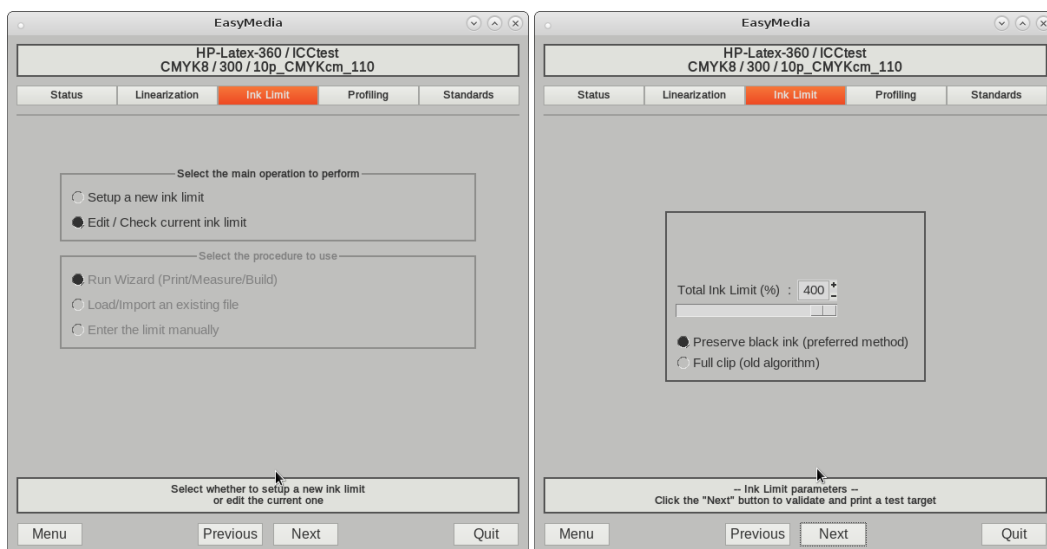 EasyMedia
HP-Latex-360 / ICCtest
CMYK8 / 300 / 10p_CMYKcm_110
Status
Linearization
Ink Limit
Profiling
Standards
Select the main operation to perform
Setup a new ink limit
Edit / Check current ink limit
Select the procedure to use
Run Wizard (Print/Measure/Build)
Load/Import an existing file
Enter the limit manually
Select whether to setup a new ink limit
or edit the current one
Menu
Previous
Next
Quit
EasyMedia
HP-Latex-360 / ICCtest
CMYK8 / 300 / 10p_CMYKcm_110
Status
Linearization
Ink Limit
Profiling
Standards
Total Ink Limit (%) : 400
Preserve black ink (preferred method)
Full clip (old algorithm)
-- Ink Limit parameters --
Click the "Next" button to validate and print a test target
Menu
Previous
Next
Quit